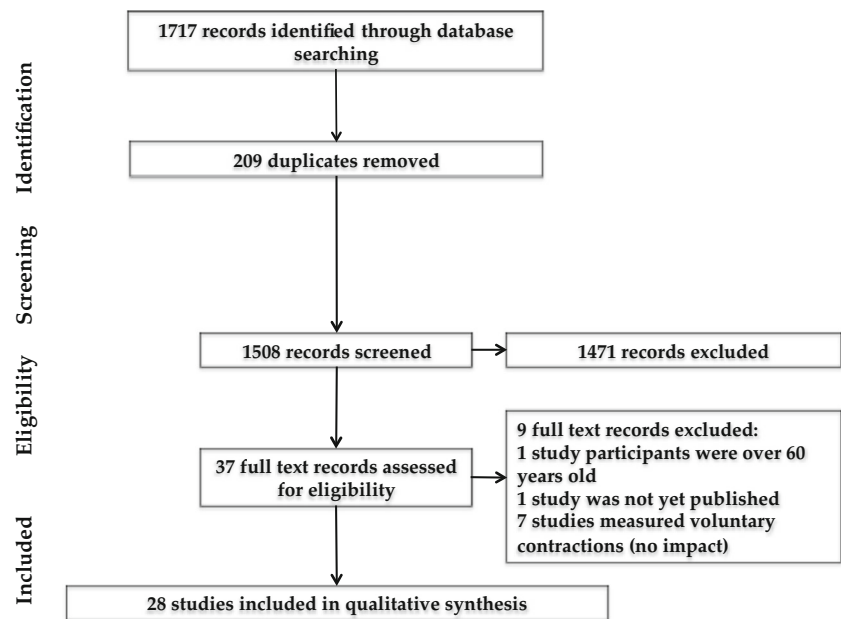 Identification
Screening
Eligibility
Included
1717 records identified through database
searching
209 duplicates removed
1508 records screened
1471 records excluded
37 full text records assessed
for eligibility
9 full text records excluded:
1 study participants were over 60
years old
1 study was not yet published
7 studies measured voluntary
contractions (no impact)
28 studies included in qualitative synthesis